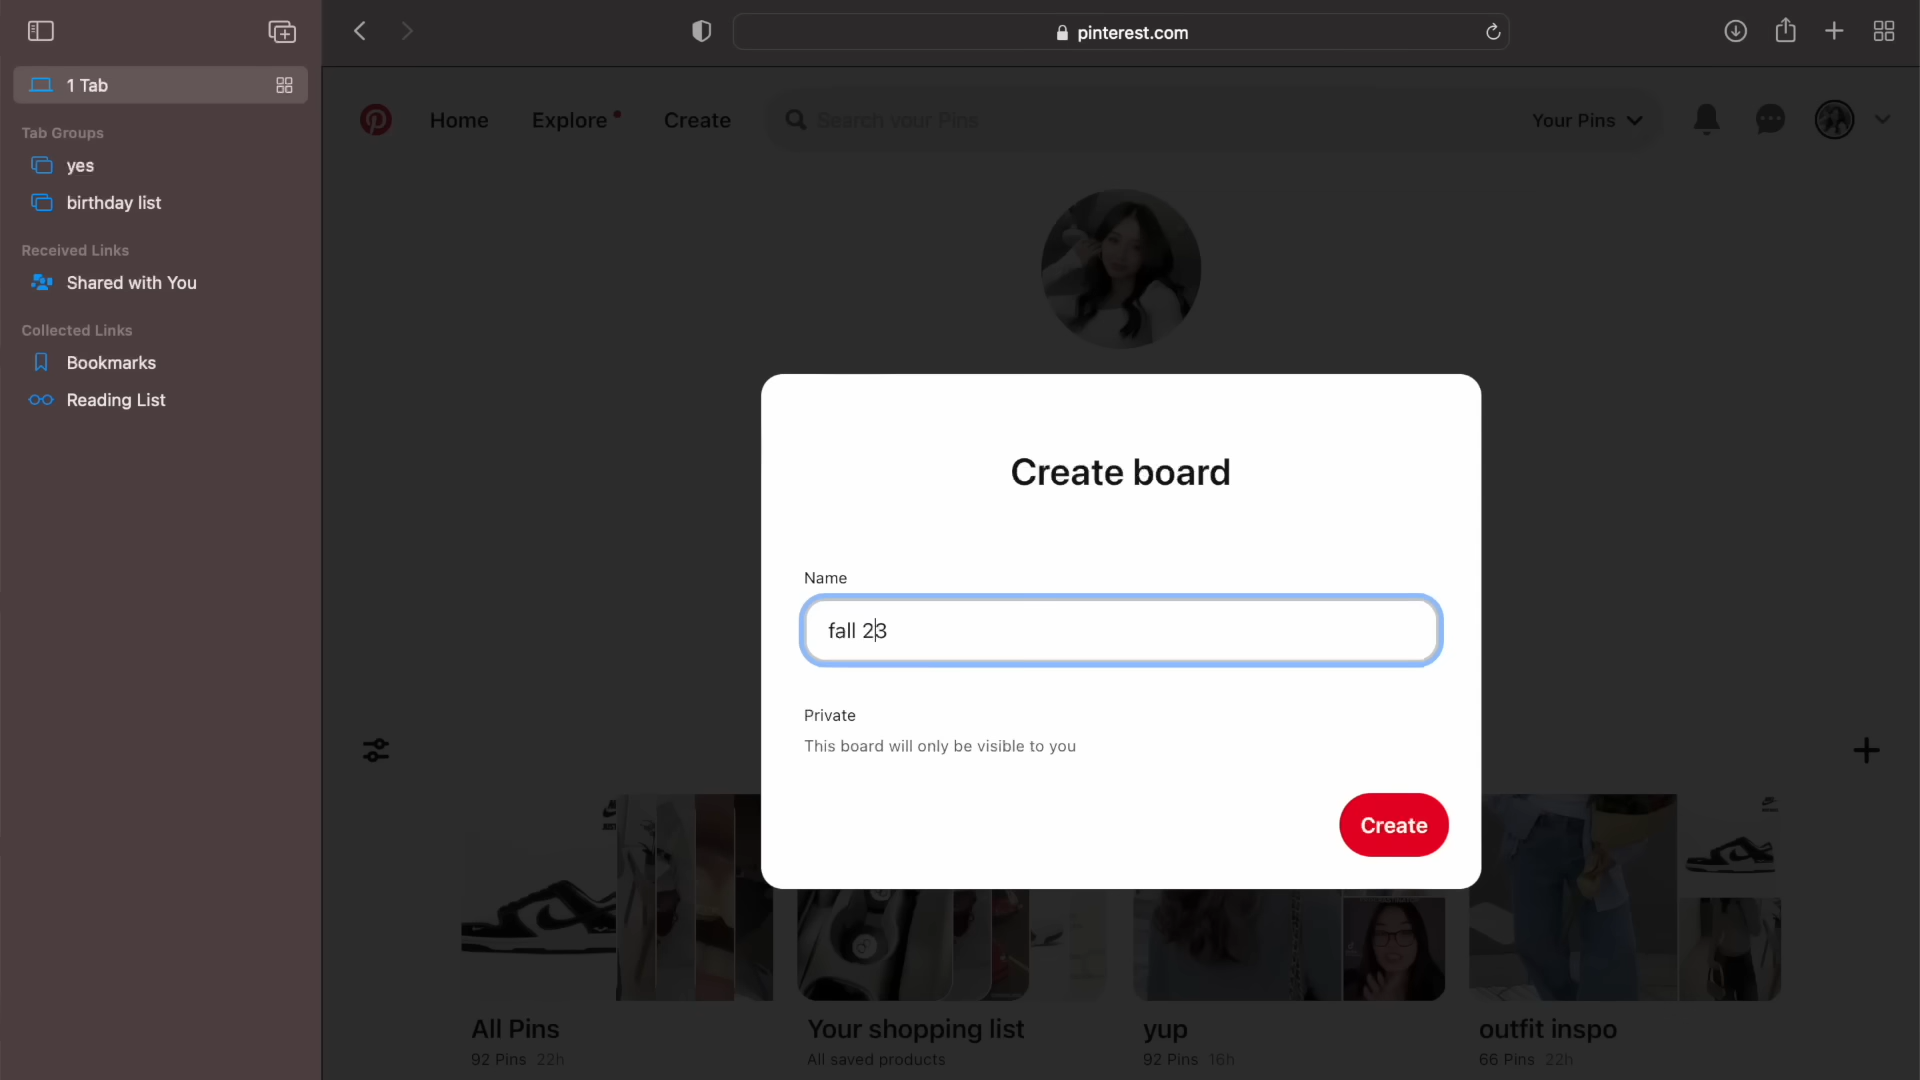 pinterest.com
1 Tab
Tab Groups
yes
birthday list
Received Links
Shared with You
Collected Links
Bookmarks
Reading List
Home
Explore
Create
Search your Pins
Your Pins
Create board
Name
fall 23
Private
This board will only be visible to you
Create
All Pins
92 Pins 22h
Your shopping list
All saved products
yup
92 Pins 16h
outfit inspo
66 Pins 22h